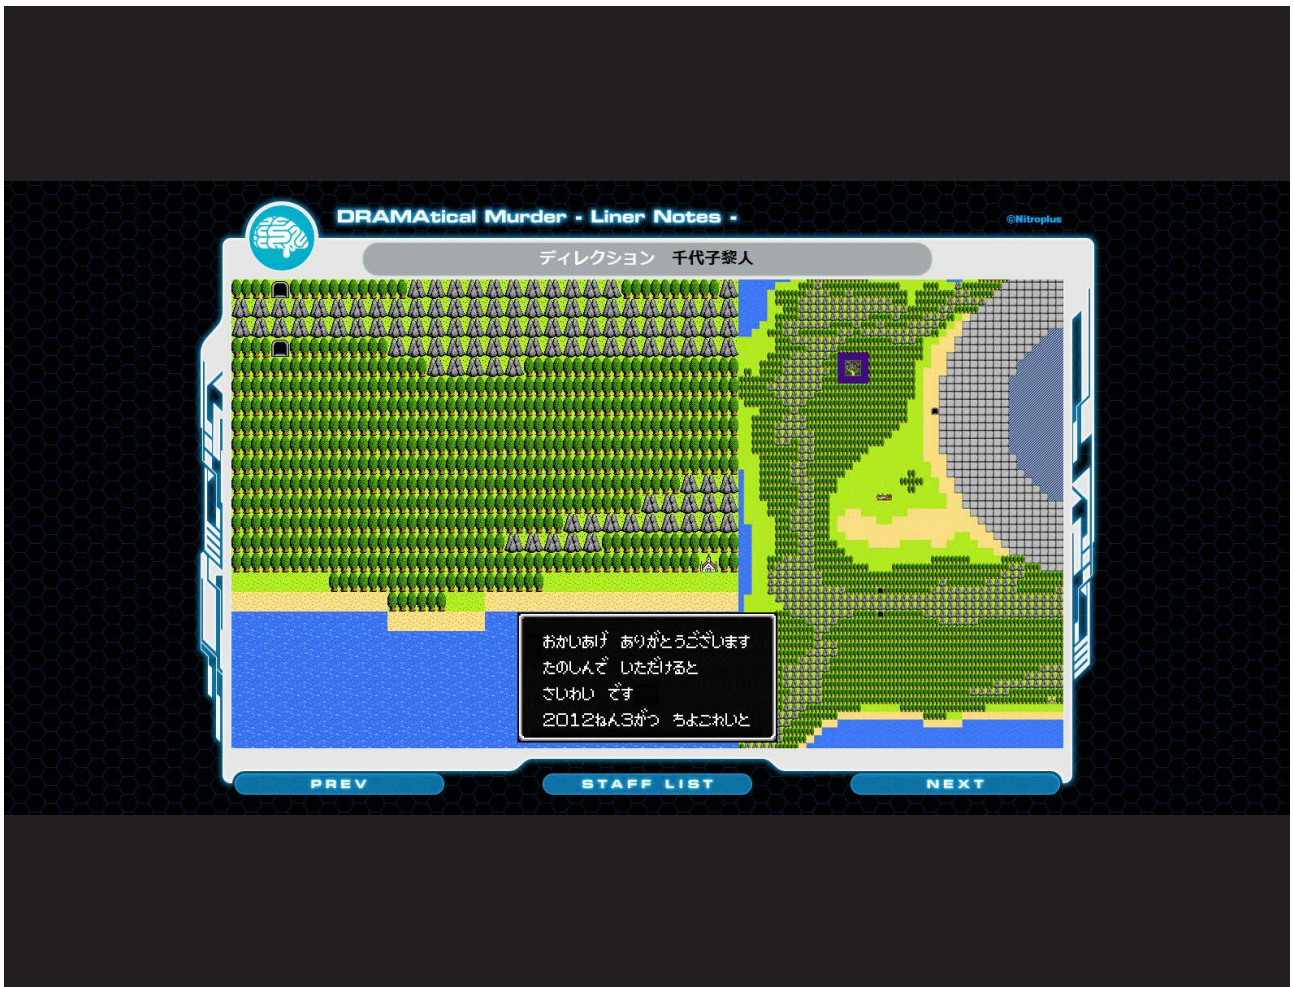 DRAMAtical Murder - Liner Notes -
©Nitroplus
ディレクション 千代子黎人
おかいあげ ありがとうございます
たのしんで いただけると
さいわい です
2012ねん3がつ ちよこれいと
PREV
STAFF LIST
NEXT